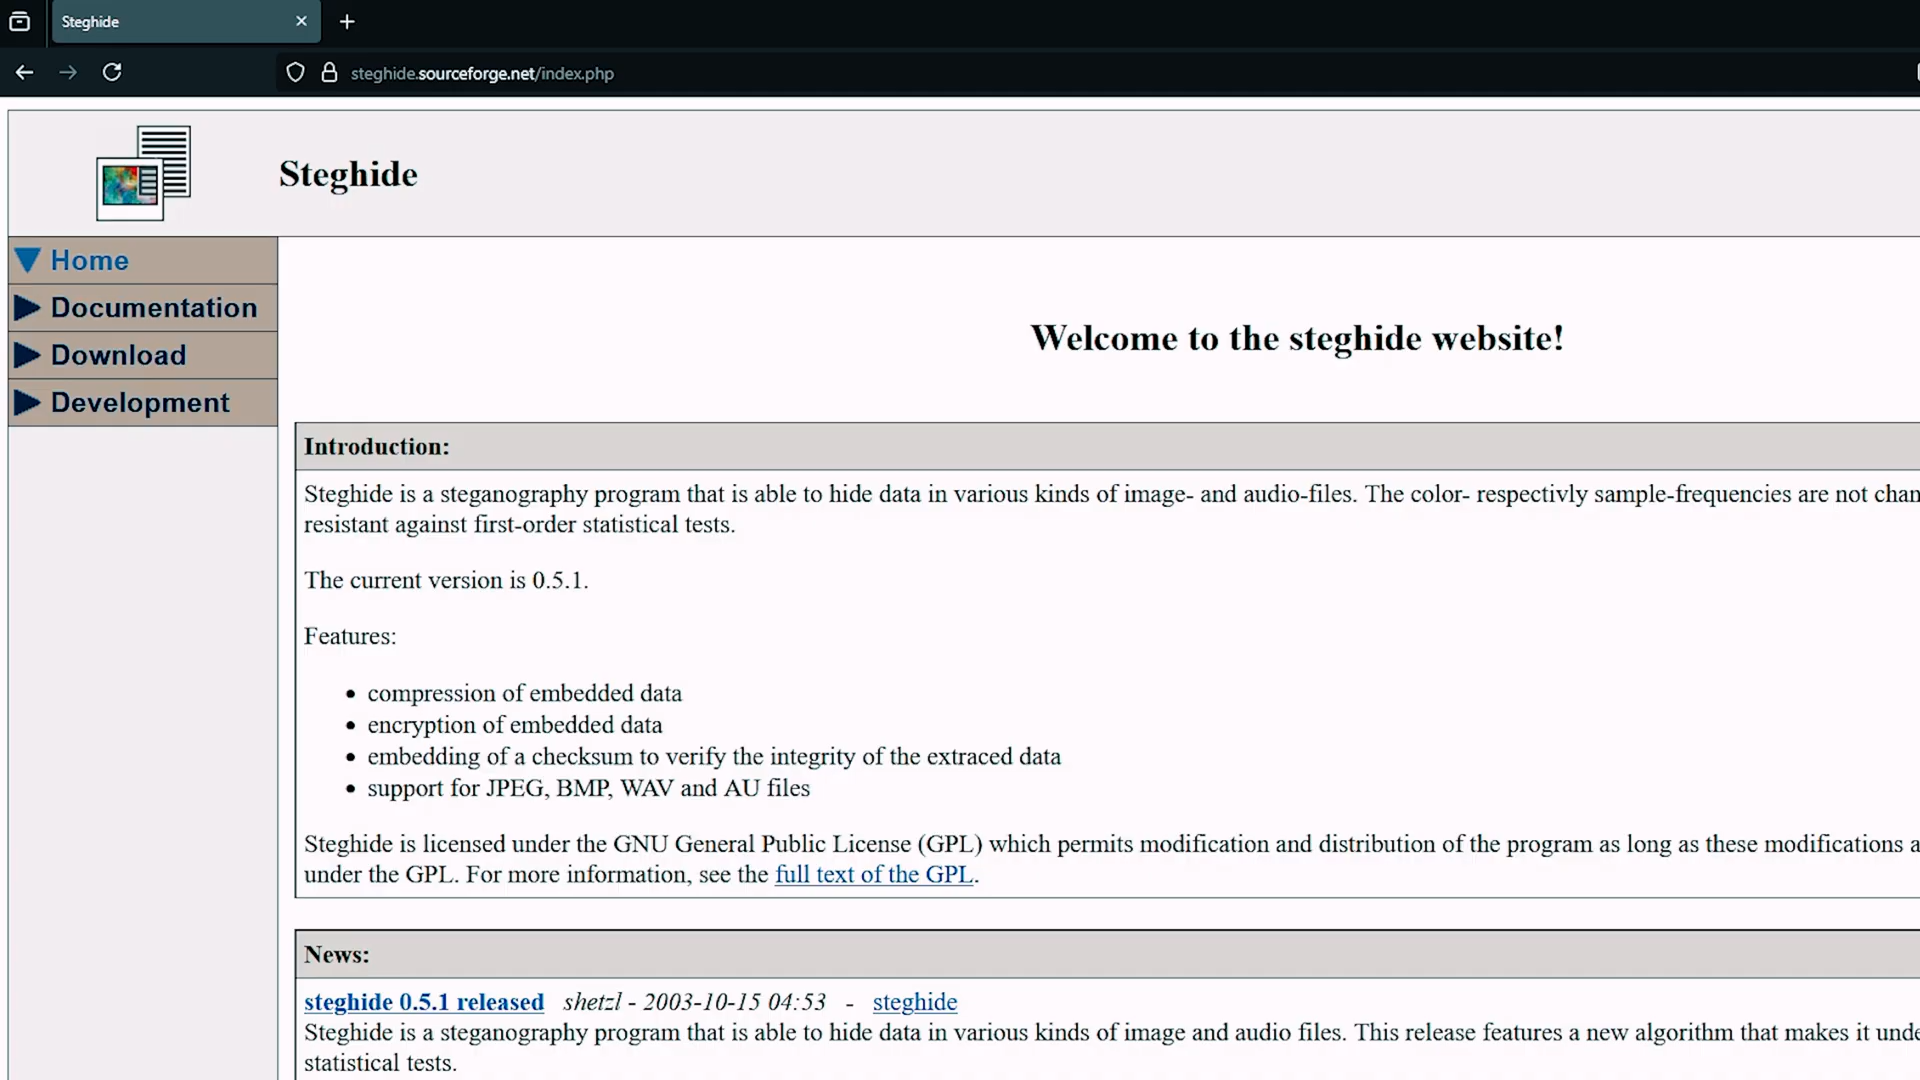 Steghide
steghide.sourceforge.net/index.php
Steghide
Home
Documentation
Download
Development
Welcome to the steghide website!
Introduction:
Steghide is a steganography program that is able to hide data in various kinds of image- and audio-files. The color- respectivly sample-frequencies are not
resistant against first-order statistical tests.
The current version is 0.5.1.
Features:
compression of embedded data
encryption of embedded data
embedding of a checksum to verify the integrity of the extraced data
support for JPEG, BMP, WAV and AU files
Steghide is licensed under the GNU General Public License (GPL) which permits modification and distribution of the program as long as these modifications
under the GPL. For more information, see the full text of the GPL.
News:
steghide 0.5.1 released shetzl - 2003-10-15 04:53 - steghide
Steghide is a steganography program that is able to hide data in various kinds of image and audio files. This release features a new algorithm that makes it
statistical tests.